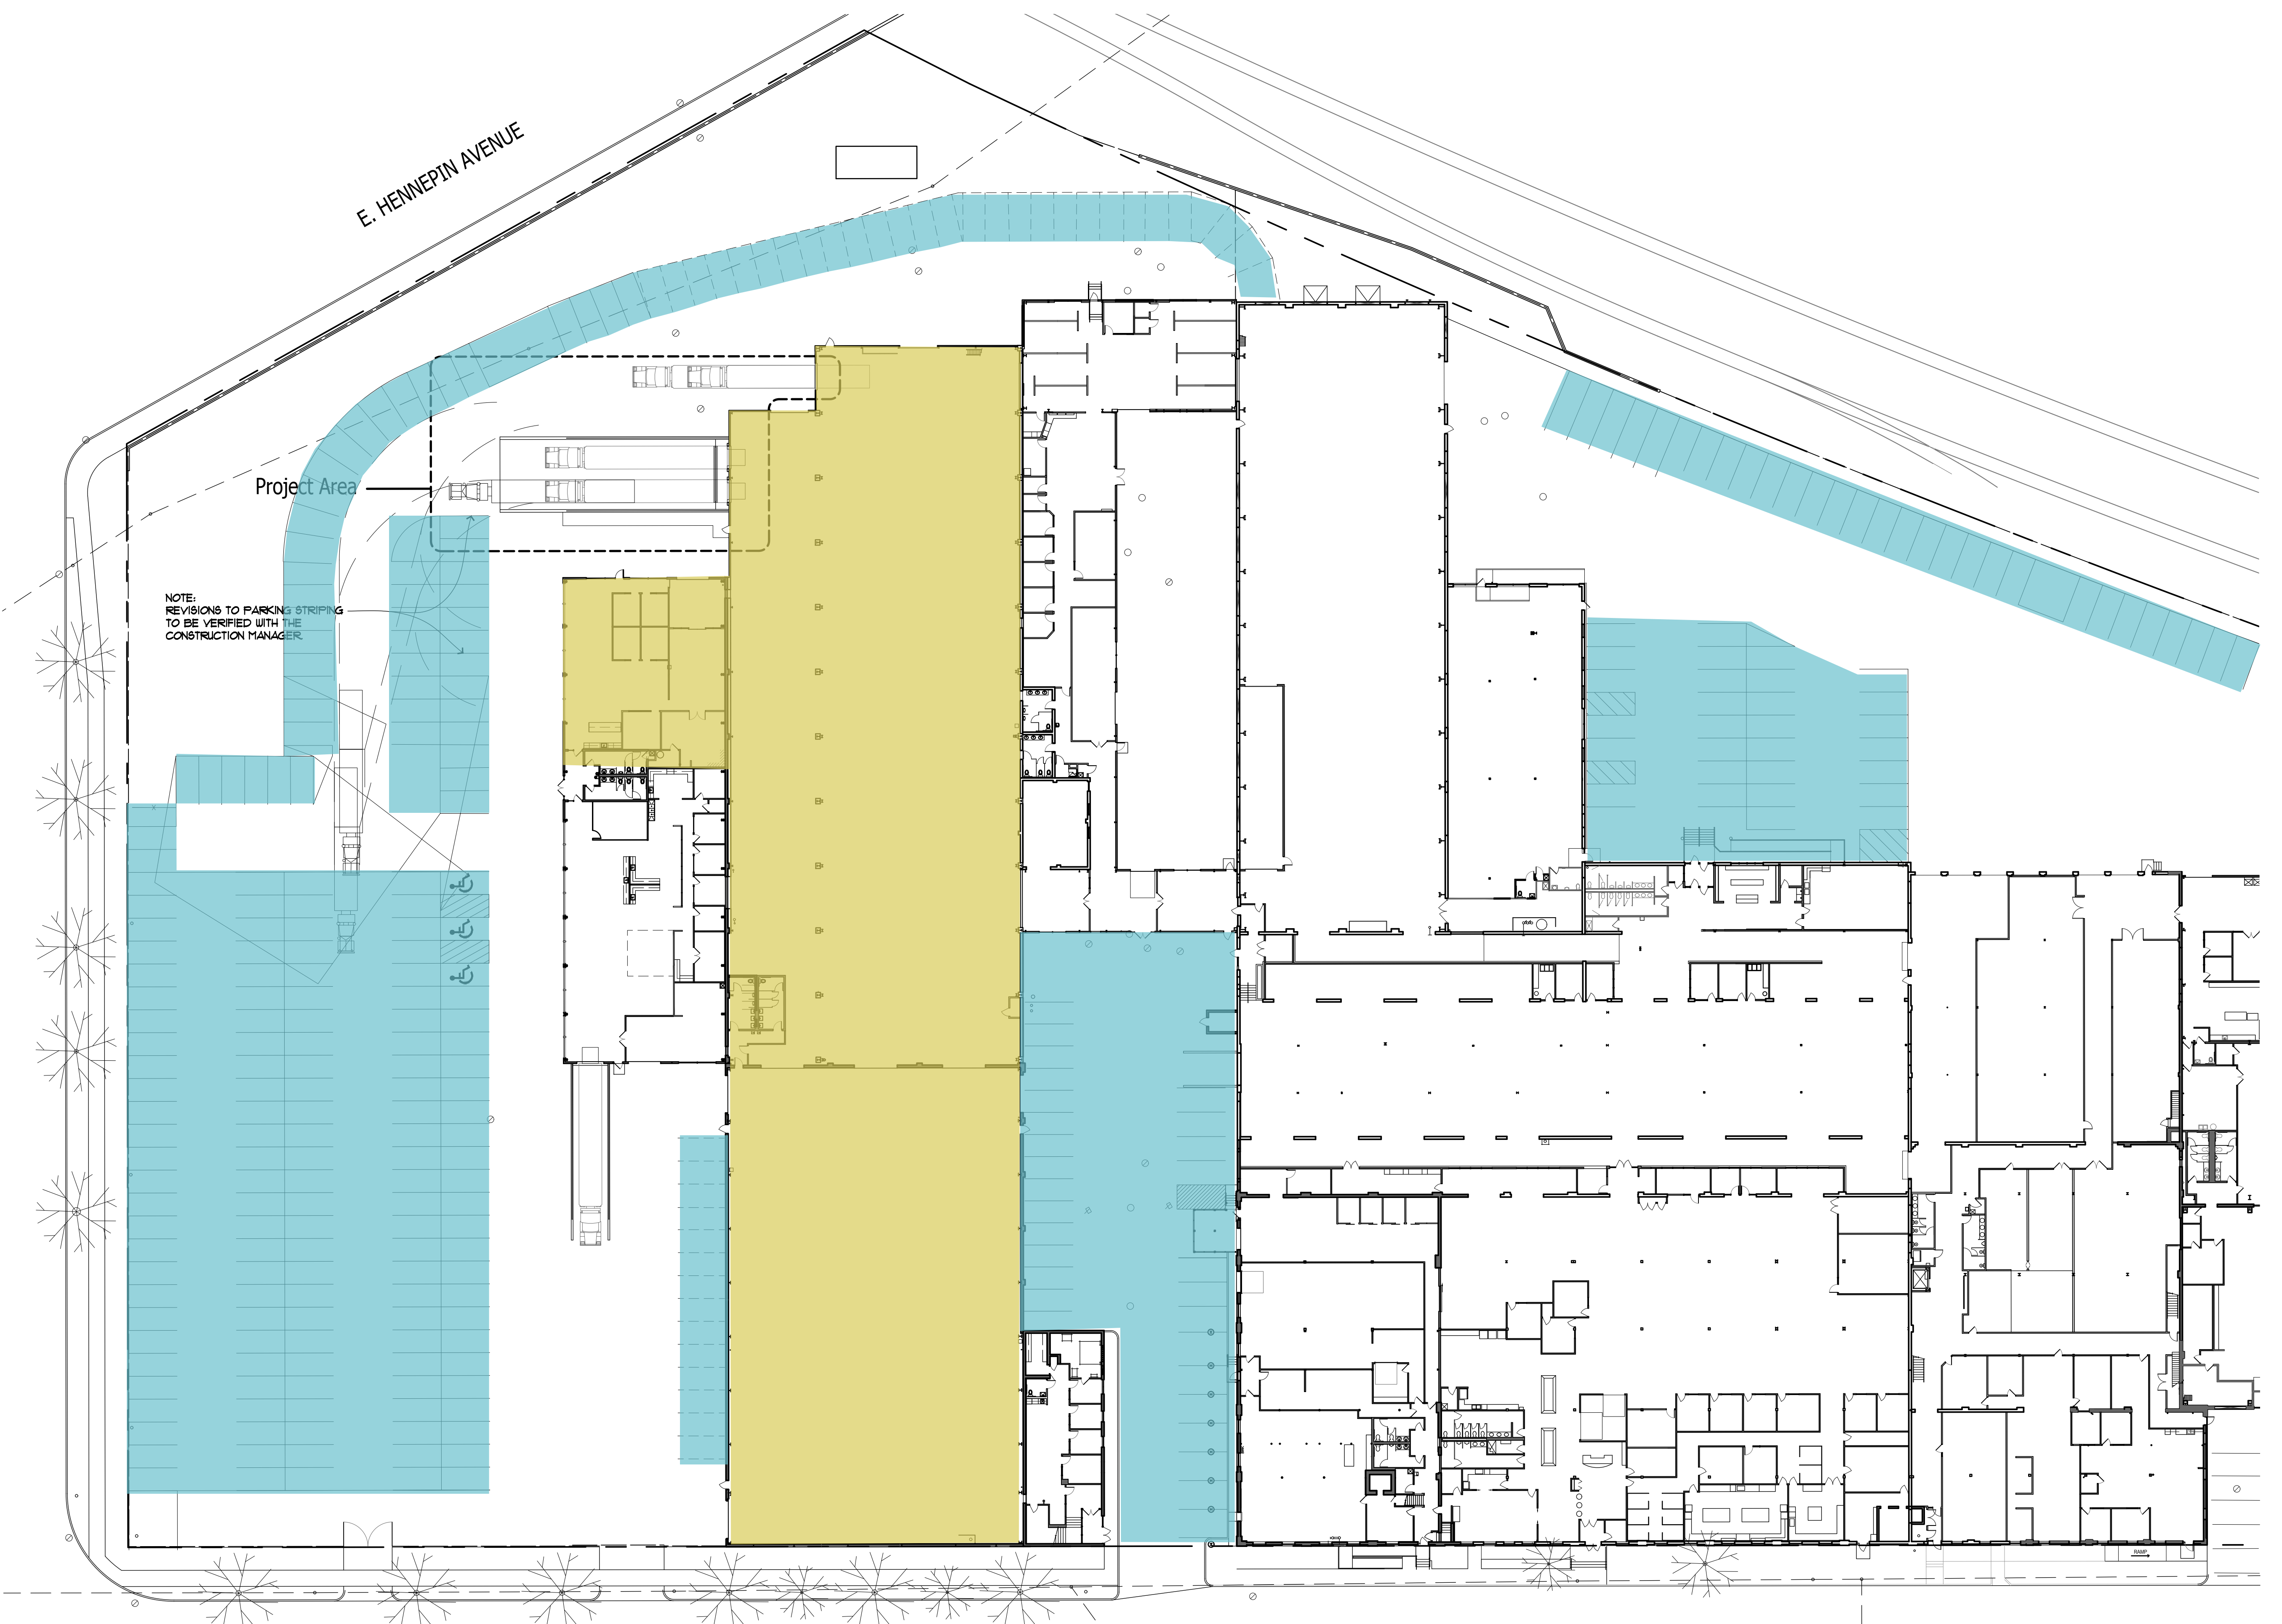 E. HENNEPIN AVENUE
Project Area
NOTE:
REVISIONS TO PARKING STRIPING
TO BE VERIFIED WITH THE
CONSTRUCTION MANAGER.
RAMP